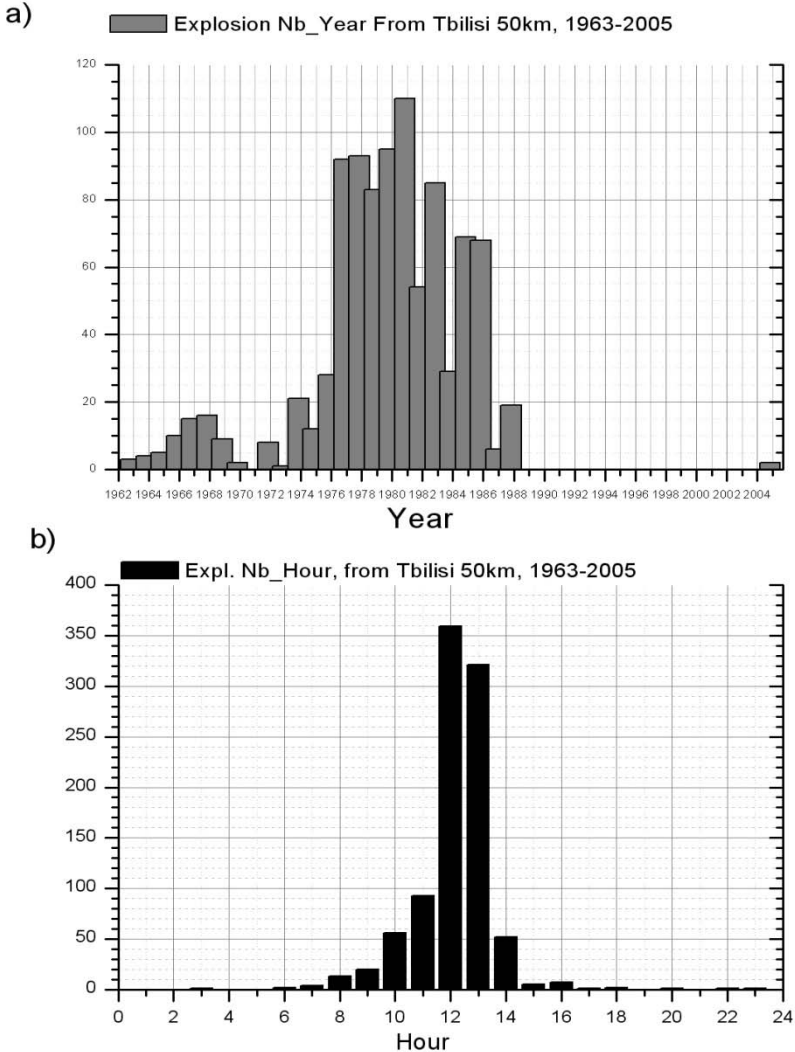 a)
Explosion Nb_Year From Tbilisi 50km, 1963-2005
120
100
80
60
40
20
0
1962 1964 1966 1968 1970 1972 1974 1976 1978 1980 1982 1984 1986 1988 1990 1992 1994 1996 1998 2000 2002 2004
Year
b)
Expl. Nb_Hour, from Tbilisi 50km, 1963-2005
400
350
300
250
200
150
100
50
0
0 2 4 6 8 10 12 14 16 18 20 22 24
Hour